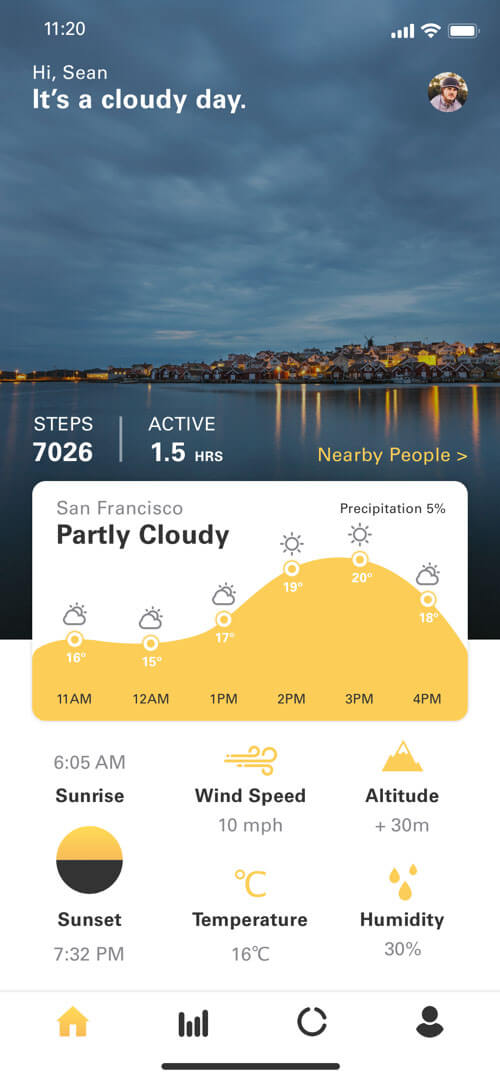 11:20
Hi, Sean
It’s a cloudy day.
STEPS
7026
ACTIVE
1.5 HRS
Nearby People >
San Francisco
Partly Cloudy
Precipitation 5%
16°
15°
17°
19°
20°
18°
11AM
12AM
1PM
2PM
3PM
4PM
6:05 AM
Sunrise
Sunset
7:32 PM
Wind Speed
10 mph
Altitude
+ 30m
℃
Temperature
16℃
Humidity
30%